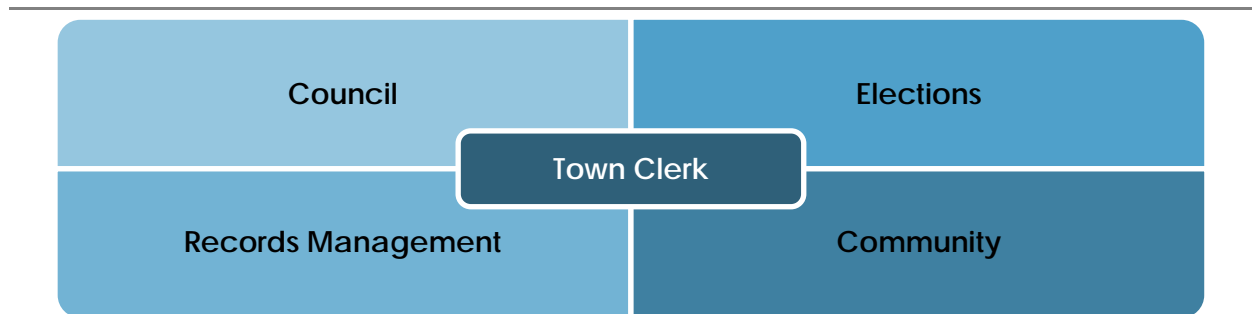 Council
Elections
Town Clerk
Records Management
Community